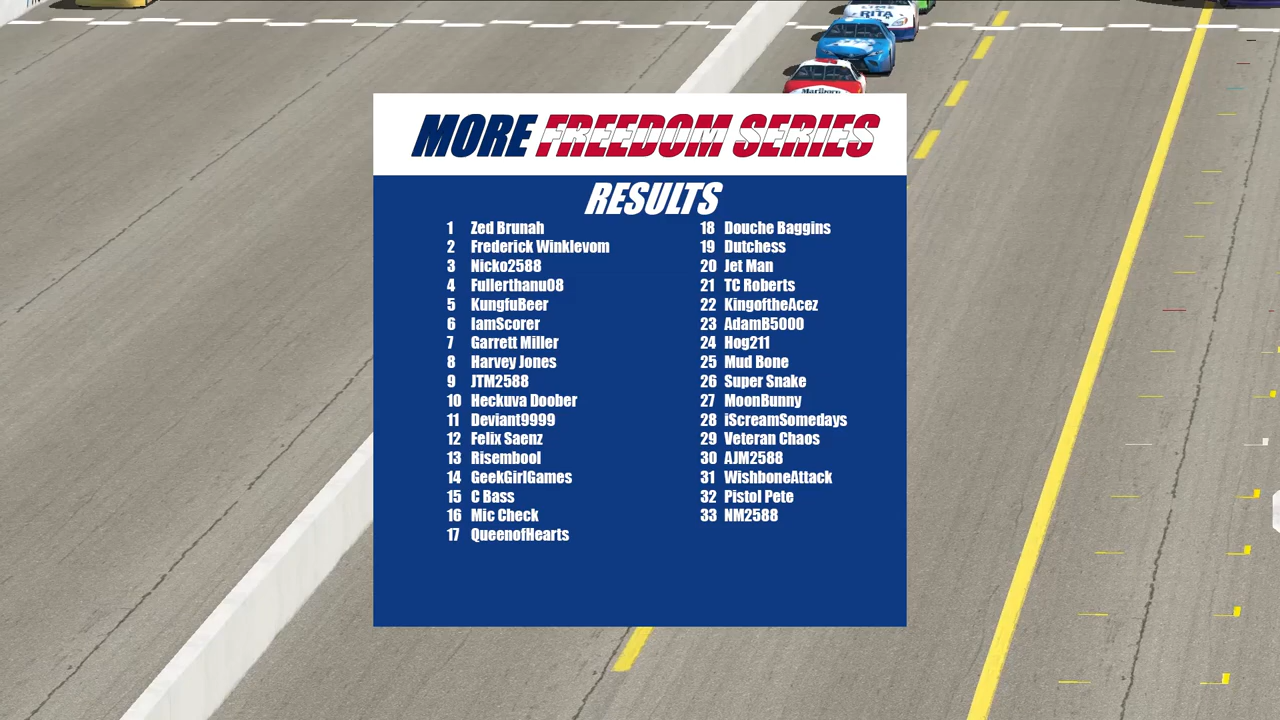 RITA
Marlboro
MORE FREEDOM SERIES
RESULTS
1 Zed Brunah
2 Frederick Winklevom
3 Nicko2588
4 Fullerthanu08
5 KungfuBeer
6 IamScorer
7 Garrett Miller
8 Harvey Jones
9 JTM2588
10 Heckuva Doober
11 Deviant9999
12 Felix Saenz
13 Risembool
14 GeekGirlGames
15 C Bass
16 Mic Check
17 QueenofHearts
18 Douche Baggins
19 Dutchess
20 Jet Man
21 TC Roberts
22 KingoftheAcez
23 AdamB5000
24 Hog211
25 Mud Bone
26 Super Snake
27 MoonBunny
28 iScreamSomedays
29 Veteran Chaos
30 AJM2588
31 WishboneAttack
32 Pistol Pete
33 NM2588